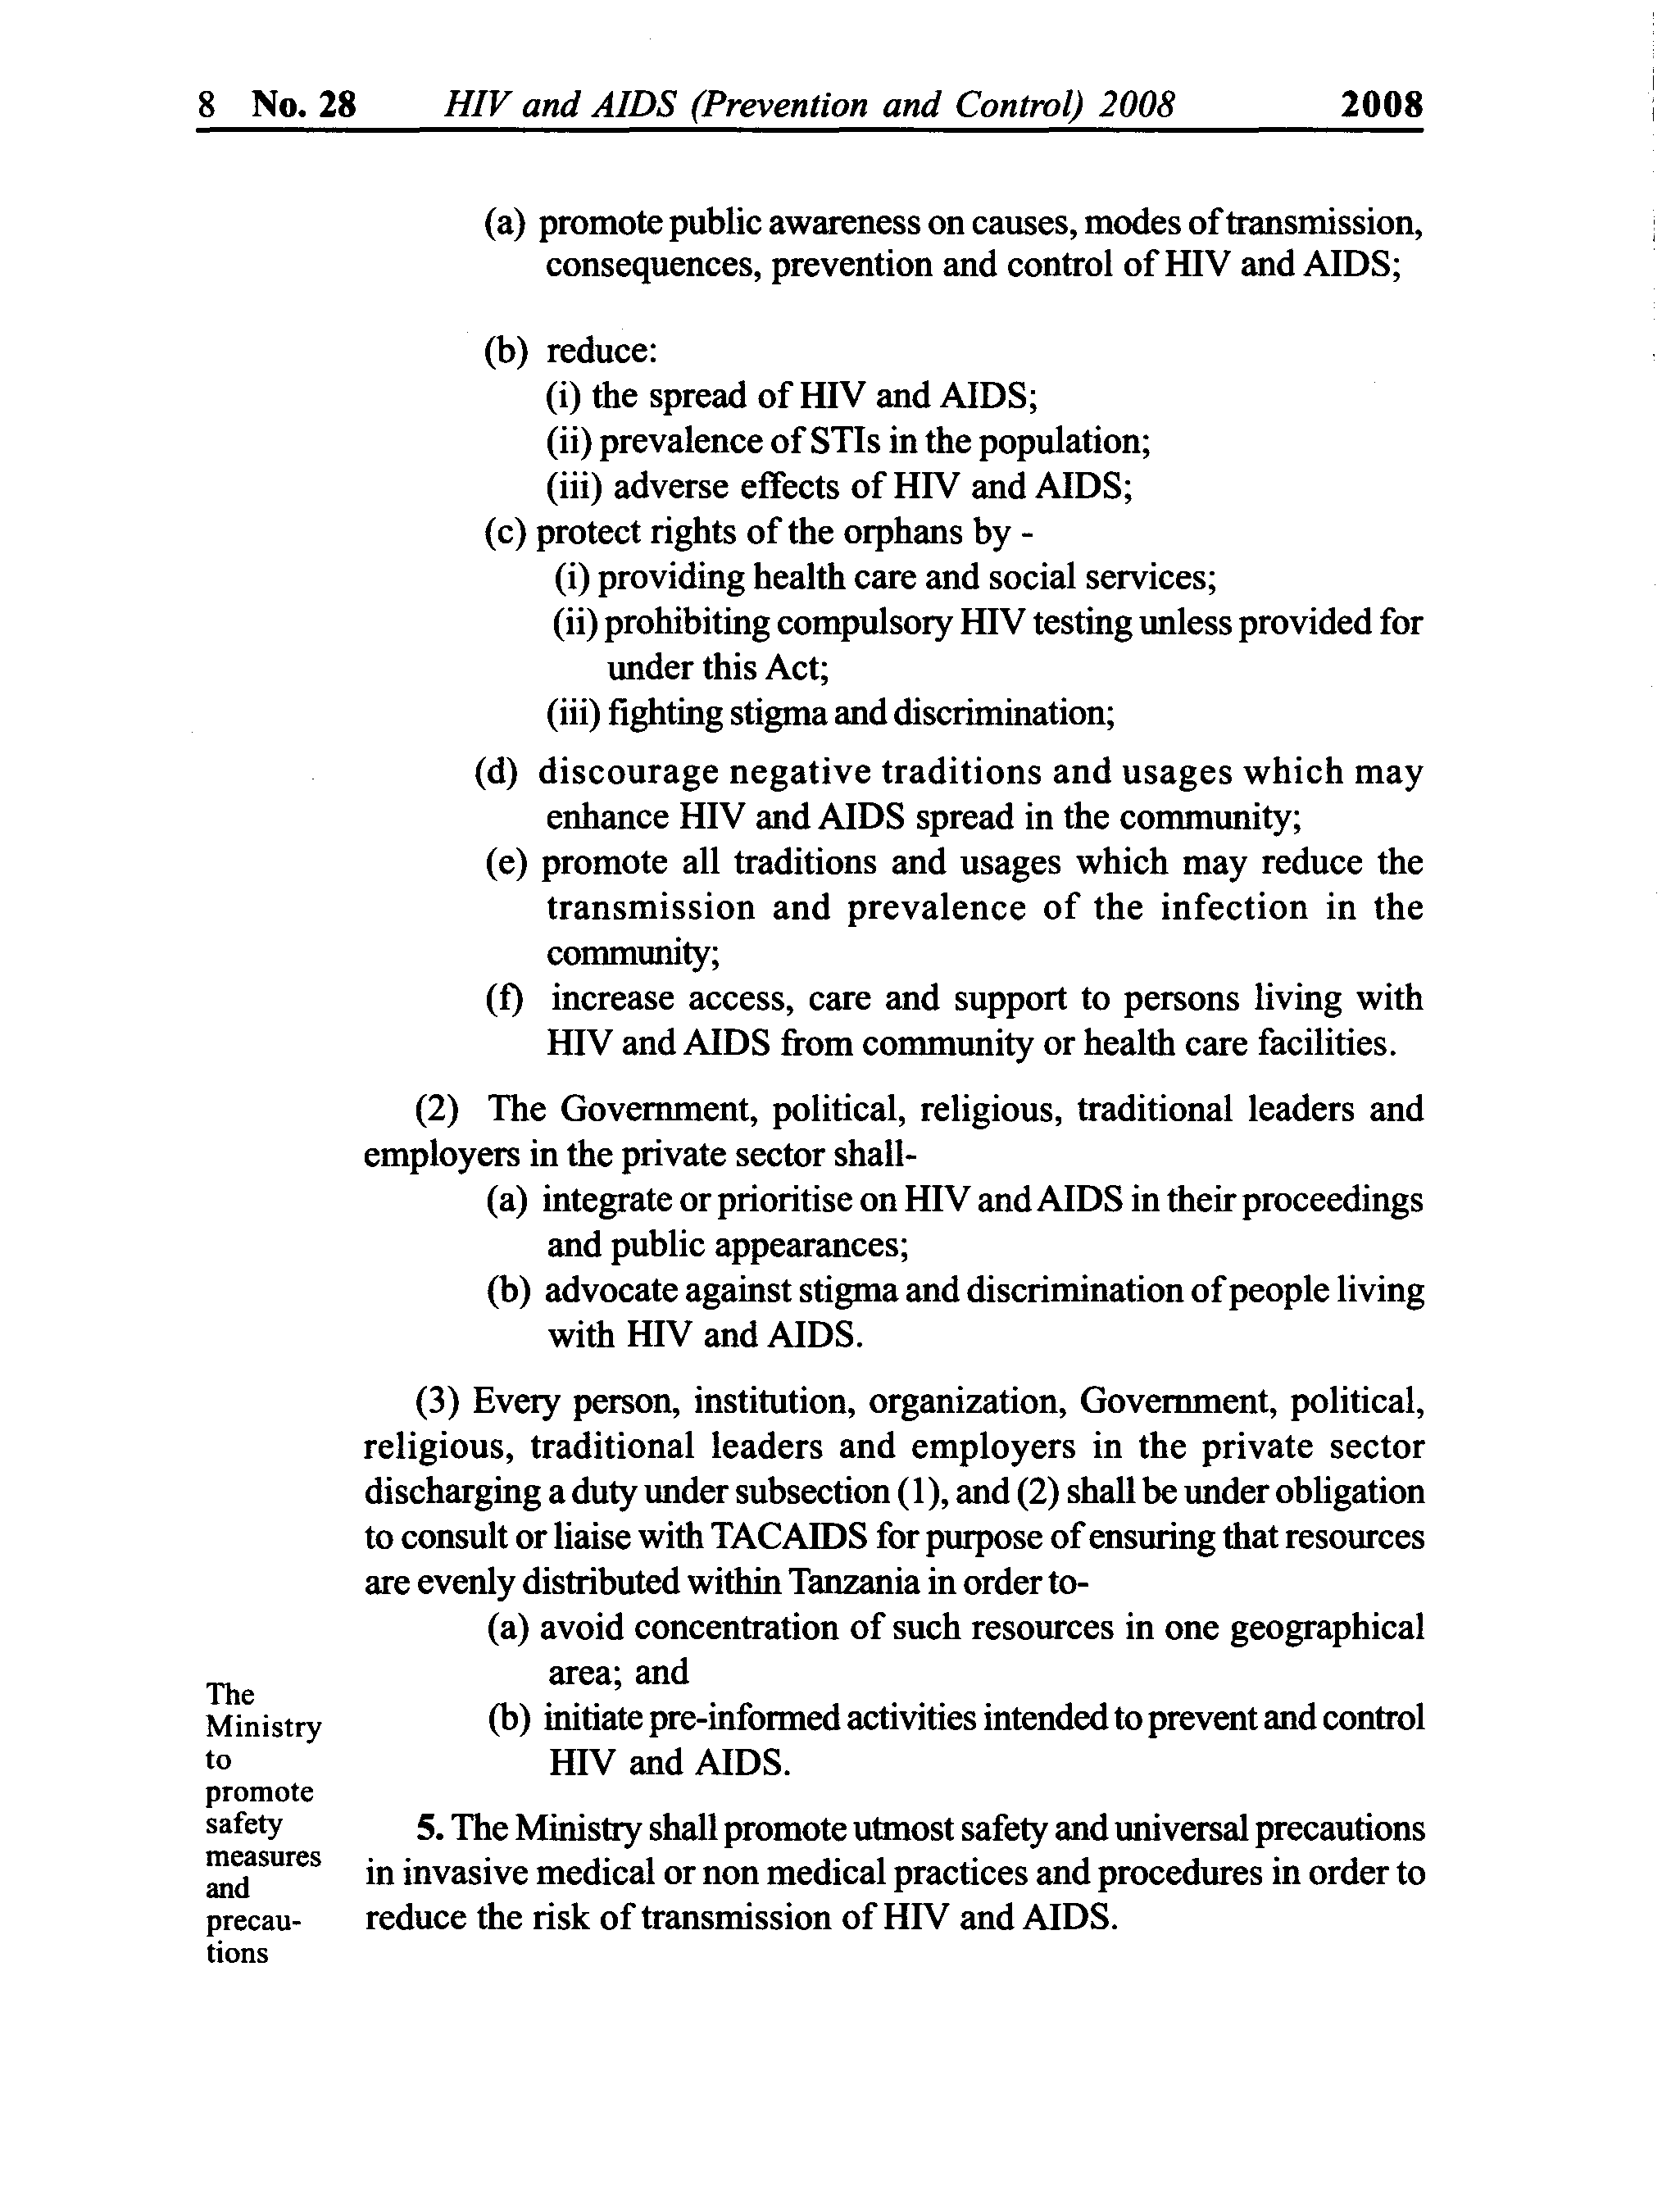 8 No. 28 HIV and AIDS (Prevention and Control) 2008 2008
(a) promote public awareness on causes, modes of transmission,
consequences, prevention and control of HIV and AIDS;
(b) reduce:
(i) the spread of HIV and AIDS;
(ii) prevalence of STIs in the population;
(iii) adverse effects of HIV and AIDS;
(c) protect rights of the orphans by -
(i) providing health care and social services;
(ii) prohibiting compulsory HIV testing unless provided for
under this Act;
(iii) fighting stigma and discrimination;
(d) discourage negative traditions and usages which may
enhance HIV and AIDS spread in the community;
(e) promote all traditions and usages which may reduce the
transmission and prevalence of the infection in the
community;
(f) increase access, care and support to persons living with
HIV and AIDS from community or health care facilities.
(2) The Government, political, religious, traditional leaders and
employers in the private sector shall-
(a) integrate or prioritise on HIV and AIDS in their proceedings
and public appearances;
(b) advocate against stigma and discrimination of people living
with HIV and AIDS.
(3) Every person, institution, organization, Government, political,
religious, traditional leaders and employers in the private sector
discharging a duty under subsection (1), and (2) shall be under obligation
to consult or liaise with TACAIDS for purpose of ensuring that resources
are evenly distributed within Tanzania in order to-
(a) avoid concentration of such resources in one geographical
area; and
(b) initiate pre-informed activities intended to prevent and control
HIV and AIDS.
The
Ministry
to
promote
safety
measures
and
precau-
tions
5. The Ministry shall promote utmost safety and universal precautions
in invasive medical or non medical practices and procedures in order to
reduce the risk of transmission of HIV and AIDS.